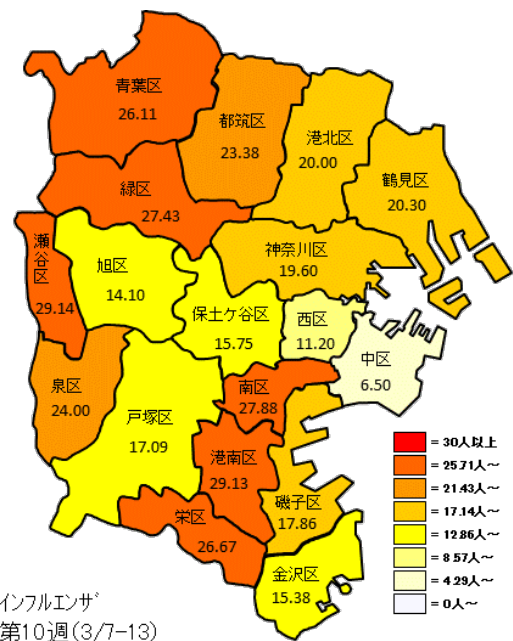 青葉区
26.11
都筑区
23.38
港北区
20.00
鶴見区
20.30
緑区
27.43
瀬谷区
29.14
旭区
14.10
神奈川区
19.60
保土ケ谷区
15.75
西区
11.20
中区
6.50
泉区
24.00
戸塚区
17.09
南区
27.88
港南区
29.13
磯子区
17.86
栄区
26.67
金沢区
15.38
= 30人以上
= 25.71人～
= 21.43人～
= 17.14人～
= 12.86人～
= 8.57人～
= 4.29人～
= 0人～
インフルエンザ
第10週(3/7-13)